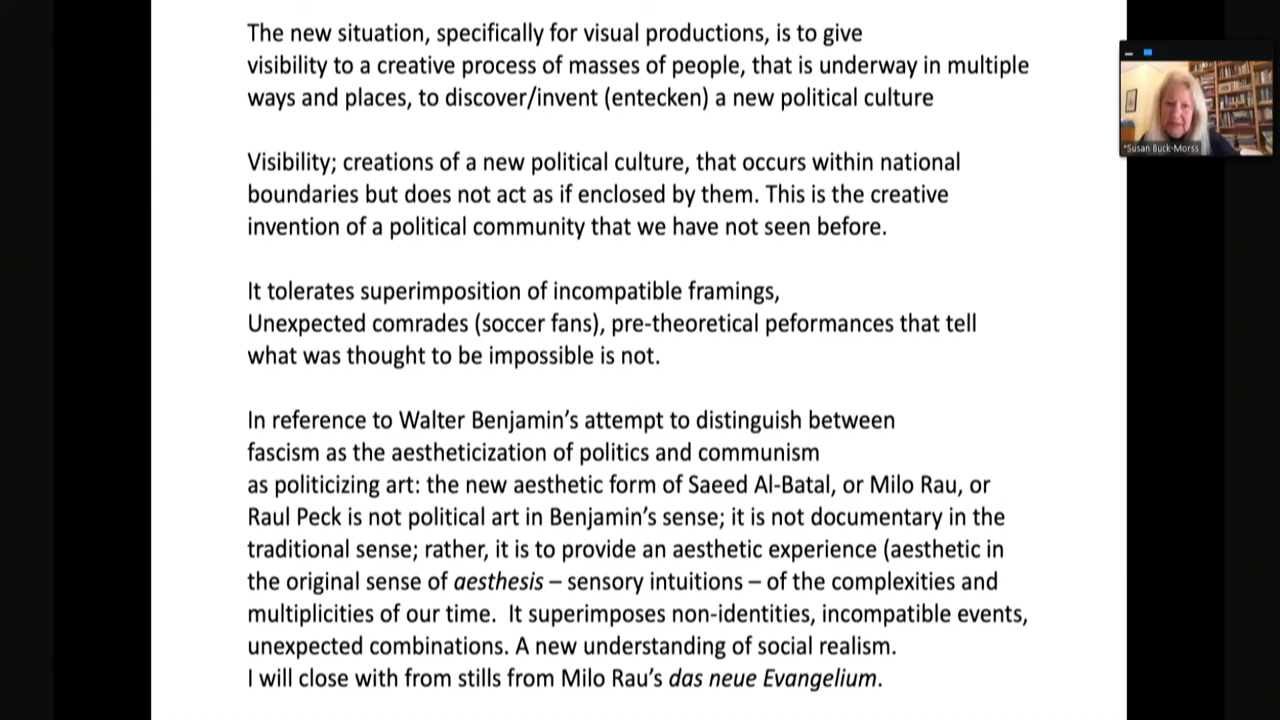 The new situation, specifically for visual productions, is to give
visibility to a creative process of masses of people, that is underway in multiple
ways and places, to discover/invent (entecken) a new political culture
Visibility; creations of a new political culture, that occurs within national
boundaries but does not act as if enclosed by them. This is the creative
invention of a political community that we have not seen before.
It tolerates superimposition of incompatible framings,
Unexpected comrades (soccer fans), pre-theoretical peformances that tell
what was thought to be impossible is not.
In reference to Walter Benjamin’s attempt to distinguish between
fascism as the aestheticization of politics and communism
as politicizing art: the new aesthetic form of Saeed Al-Batal, or Milo Rau, or
Raul Peck is not political art in Benjamin’s sense; it is not documentary in the
traditional sense; rather, it is to provide an aesthetic experience (aesthetic in
the original sense of aesthesis – sensory intuitions – of the complexities and
multiplicities of our time.  It superimposes non-identities, incompatible events,
unexpected combinations. A new understanding of social realism.
I will close with from stills from Milo Rau’s das neue Evangelium.
*Susan Buck-Morss